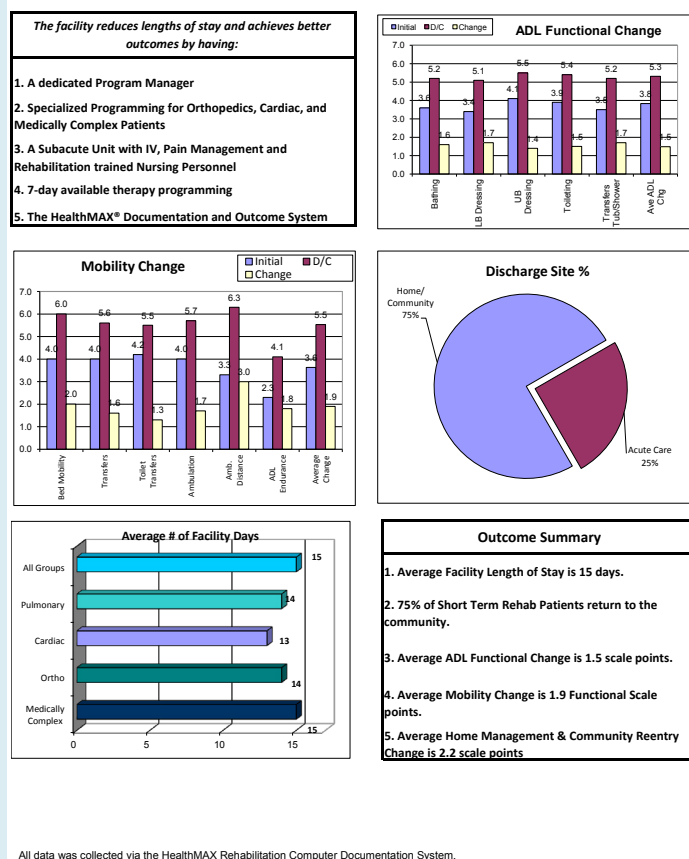 The facility reduces lengths of stay and achieves better
outcomes by having:
1. A dedicated Program Manager
2. Specialized Programming for Orthopedics, Cardiac, and
Medically Complex Patients
3. A Subacute Unit with IV, Pain Management and
Rehabilitation trained Nursing Personnel
4. 7-day available therapy programming
5. The HealthMAX® Documentation and Outcome System
Initial D/C Change
ADL Functional Change
7.0
6.0
5.0
4.0
3.0
2.0
1.0
0.0
3.6 5.2 1.6
3.4 5.1 1.7
4.1 5.5 1.4
3.9 5.4 1.5
3.5 5.2 1.7
3.8 5.3 1.5
Bathing
LB Dressing
UB
Dressing
Toileting
Transfers
Tub/Shower
Ave ADL
Chg
Mobility Change
Initial D/C
Change
7.0
6.0
5.0
4.0
3.0
2.0
1.0
0.0
4.0 6.0 2.0
4.0 5.6 1.6
4.2 5.5 1.3
4.0 5.7 1.7
3.3 6.3 3.0
2.3 4.1 1.8
3.6 5.5 1.9
Bed Mobility
Transfers
Toilet
Transfers
Ambulation
Amb.
Distance
ADL
Endurance
Average
Change
Discharge Site %
Home/
Community
75%
Acute Care
25%
Average # of Facility Days
All Groups 15
Pulmonary 14
Cardiac 13
Ortho 14
Medically
Complex 15
0 5 10 15
Outcome Summary
1. Average Facility Length of Stay is 15 days.
2. 75% of Short Term Rehab Patients return to the
community.
3. Average ADL Functional Change is 1.5 scale points.
4. Average Mobility Change is 1.9 Functional Scale
points.
5. Average Home Management & Community Reentry
Change is 2.2 scale points
All data was collected via the HealthMAX Rehabilitation Computer Documentation System.